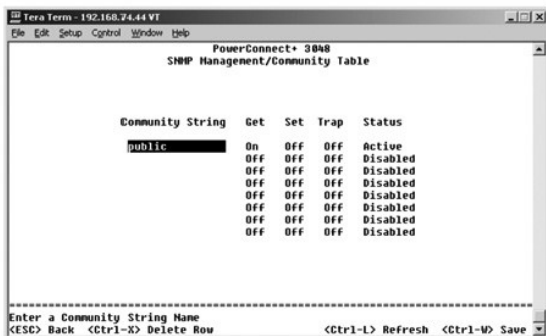 Tera Term - 192.168.74.44 VT
File Edit Setup Control Window Help
PowerConnect+ 3048
SNMP Management/Community Table
Community String Get Set Trap Status
public On Off Off Active
Off Off Off Disabled
Off Off Off Disabled
Off Off Off Disabled
Off Off Off Disabled
Off Off Off Disabled
Off Off Off Disabled
Off Off Off Disabled
Enter a Community String Name
<ESC> Back <Ctrl-X> Delete Row <Ctrl-L> Refresh <Ctrl-W> Save